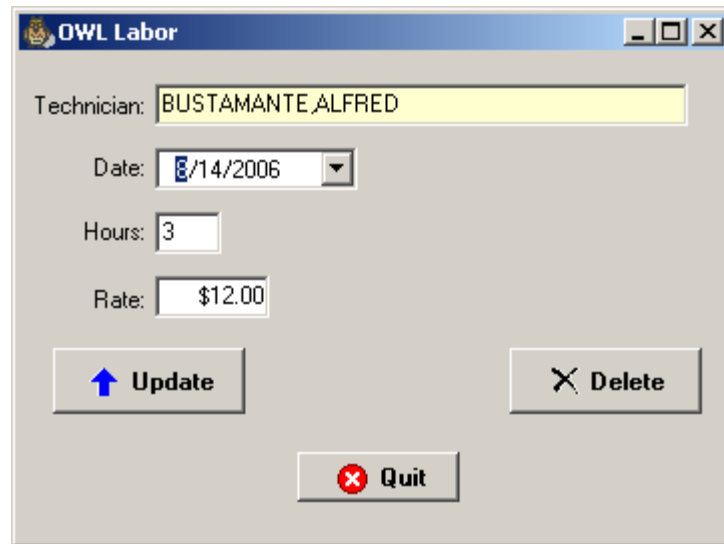 OWL Labor
Technician: BUSTAMANTE,ALFRED
Date: 8/14/2006
Hours: 3
Rate: $12.00
Update Delete
Quit